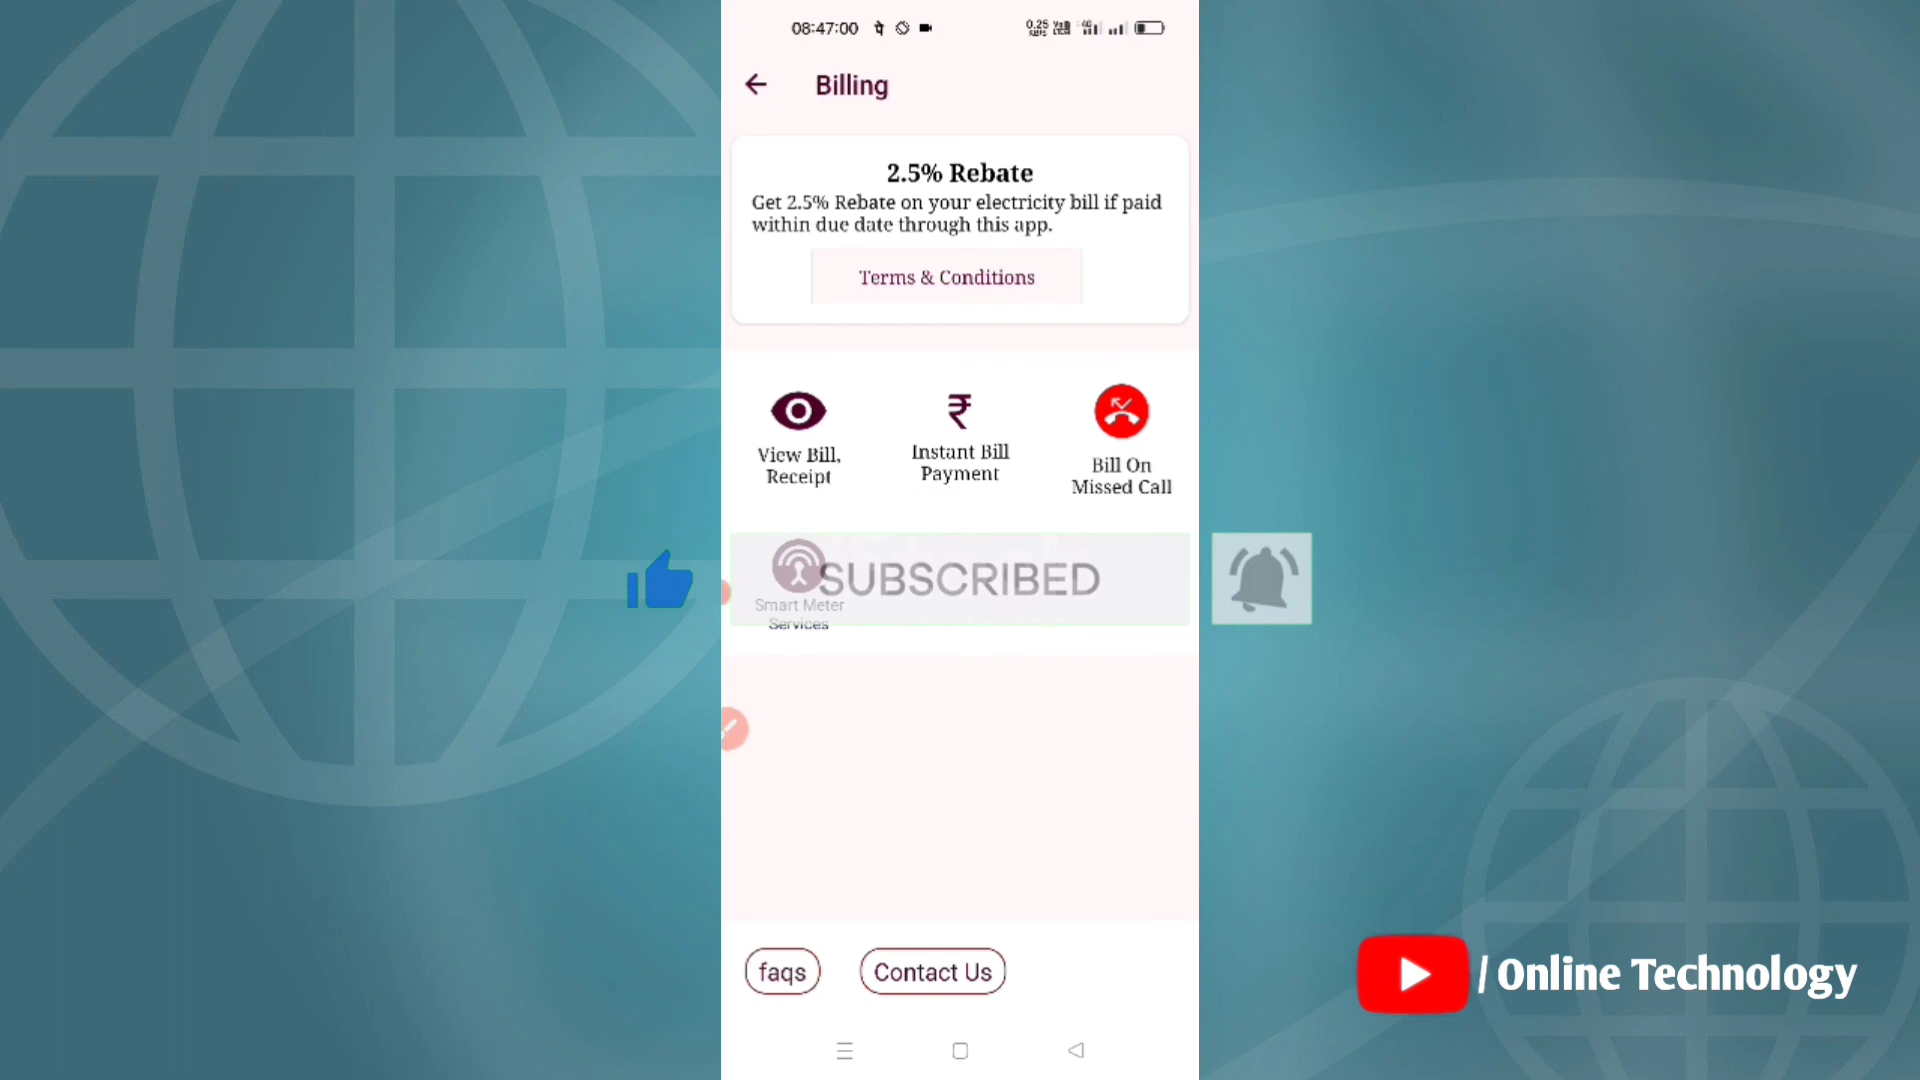 08:47:00
0.25
Billing
2.5% Rebate
Get 2.5% Rebate on your electricity bill if paid
within due date through this app.
Terms & Conditions
View Bill,
Receipt
Instant Bill
Payment
Bill On
Missed Call
SUBSCRIBED
Smart Meter
Services
faqs
Contact Us
/ Online Technology